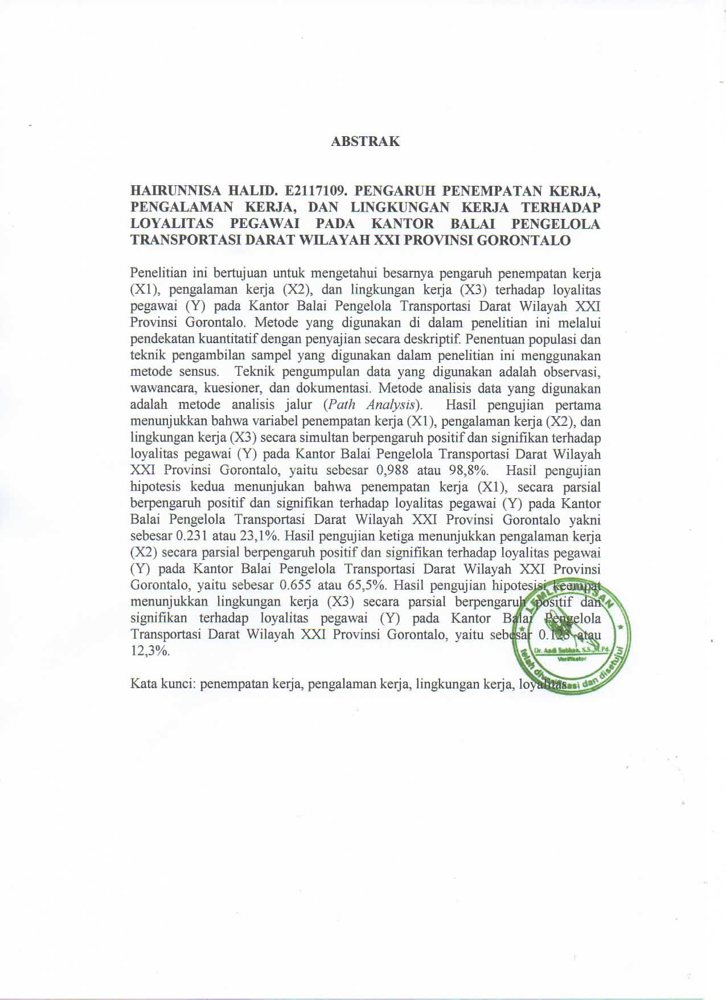 ABSTRAK
HAIRUNNISA HALID. E2117109. PENGARUH PENEMPATAN KERJA,
PENGALAMAN KERJA, DAN LINGKUNGAN KERJA TERHADAP
LOYALITAS PEGAWAI PADA KANTOR BALAI PENGELOLA
TRANSPORTASI DARAT WILAYAH XXI PROVINSI GORONTALO
Penelitian ini bertujuan untuk mengetahui besarnya pengaruh penempatan kerja
(X1), pengalaman kerja (X2), dan lingkungan kerja (X3) terhadap loyalitas
pegawai (Y) pada Kantor Balai Pengelola Transportasi Darat Wilayah XXI
Provinsi Gorontalo. Metode yang digunakan di dalam penelitian ini melalui
pendekatan kuantitatif dengan penyajian secara deskriptif. Penentuan populasi dan
teknik pengambilan sampel yang digunakan dalam penelitian ini menggunakan
metode sensus. Teknik pengumpulan data yang digunakan adalah observasi,
wawancara, kuesioner, dan dokumentasi. Metode analisis data yang digunakan
adalah metode analisis jalur (Path Analysis). Hasil pengujian pertama
menunjukkan bahwa variabel penempatan kerja (X1), pengalaman kerja (X2), dan
lingkungan kerja (X3) secara simultan berpengaruh positif dan signifikan terhadap
loyalitas pegawai (Y) pada Kantor Balai Pengelola Transportasi Darat Wilayah
XXI Provinsi Gorontalo, yaitu sebesar 0,988 atau 98,8%. Hasil pengujian
hipotesis kedua menunjukan bahwa penempatan kerja (X1), secara parsial
berpengaruh positif dan signifikan terhadap loyalitas pegawai (Y) pada Kantor
Balai Pengelola Transportasi Darat Wilayah XXI Provinsi Gorontalo yakni
sebesar 0.231 atau 23,1%. Hasil pengujian ketiga menunjukkan pengalaman kerja
(X2) secara parsial berpengaruh positif dan signifikan terhadap loyalitas pegawai
(Y) pada Kantor Balai Pengelola Transportasi Darat Wilayah XXI Provinsi
Gorontalo, yaitu sebesar 0.655 atau 65,5%. Hasil pengujian hipotesisi keempat
menunjukkan lingkungan kerja (X3) secara parsial berpengaruh positif dan
signifikan terhadap loyalitas pegawai (Y) pada Kantor Balai Pengelola
Transportasi Darat Wilayah XXI Provinsi Gorontalo, yaitu sebesar 0.123 atau
12,3%.
Kata kunci: penempatan kerja, pengalaman kerja, lingkungan kerja, loyalitas
Verifikator
telah dan disetujui